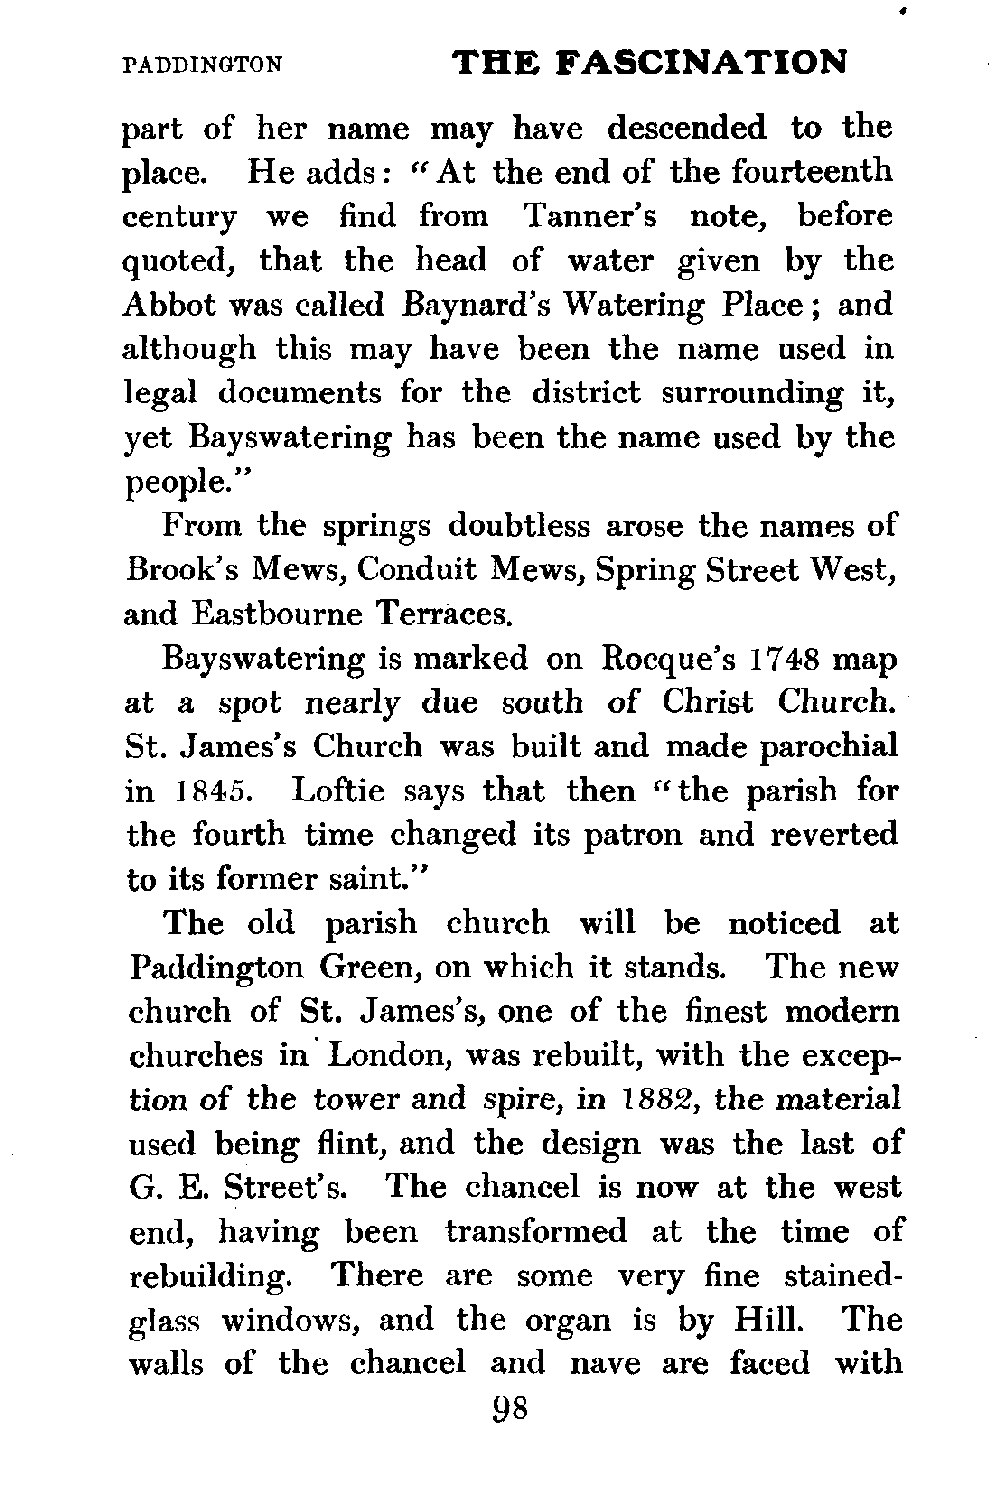 PADDINGTON THE FASCINATION
part of her name may have descended to the
place. He adds: “At the end of the fourteenth
century we find from Tanner's note, before
quoted, that the head of water given by the
Abbot was called Baynard's Watering Place; and
although this may have been the name used in
legal documents for the district surrounding it,
yet Bayswatering has been the name used by the
people.”
From the springs doubtless arose the names of
Brook's Mews, Conduit Mews, Spring Street West,
and Eastbourne Terraces.
Bayswatering is marked on Rocque's 1748 map
at a spot nearly due south of Christ Church.
St. James's Church was built and made parochial
in 1845. Loftie says that then “the parish for
the fourth time changed its patron and reverted
to its former saint.”
The old parish church will be noticed at
Paddington Green, on which it stands. The new
church of St. James's, one of the finest modern
churches in London, was rebuilt, with the excep-
tion of the tower and spire, in 1882, the material
used being flint, and the design was the last of
G. E. Street's. The chancel is now at the west
end, having been transformed at the time of
rebuilding. There are some very fine stained-
glass windows, and the organ is by Hill. The
walls of the chancel and nave are faced with
98